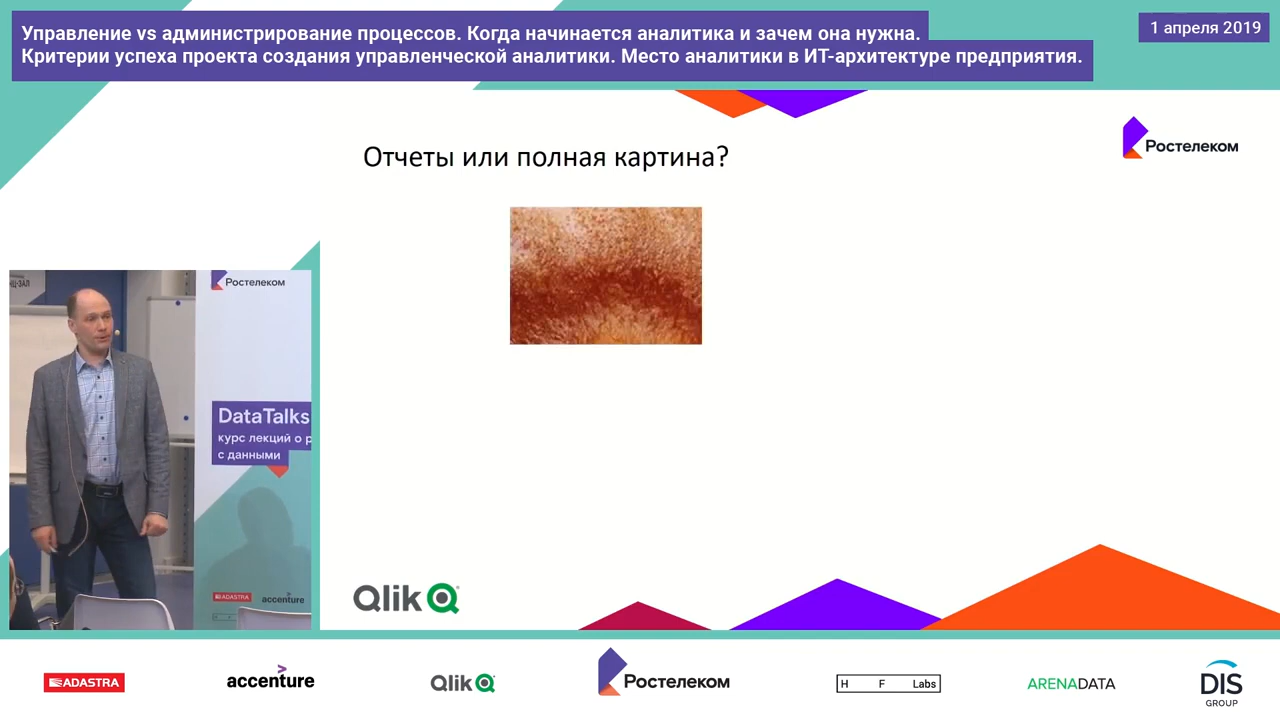 Управление vs администрирование процессов. Когда начинается аналитика и зачем она нужна.
Критерии успеха проекта создания управленческой аналитики. Место аналитики в ИТ-архитектуре предприятия.
1 апреля 2019
Отчеты или полная картина?
Ростелеком
Ростелеком
DataTalks
курс лекций о р
с данными
ADASTRA
accenture
Qlik
ADASTRA
accenture
Qlik
Ростелеком
H F Labs
ARENADATA
DIS
GROUP